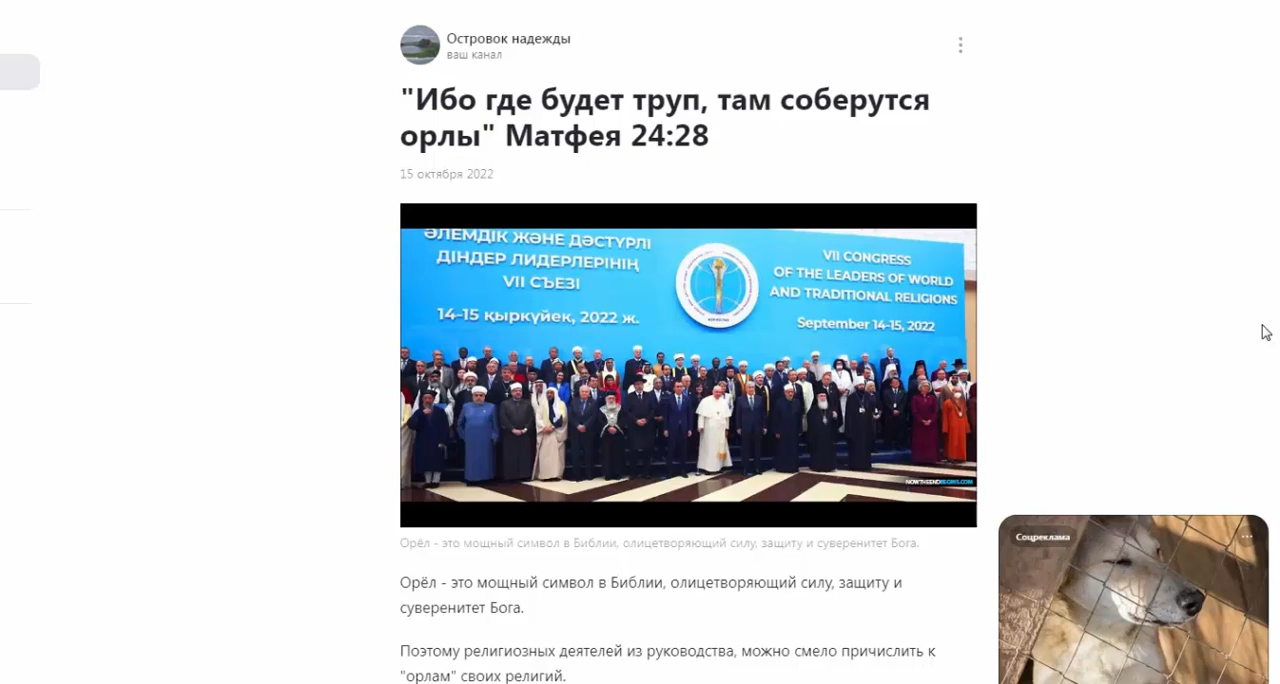 Островок надежды
ваш канал
"Ибо где будет труп, там соберутся
орлы" Матфея 24:28
15 октября 2022
ӘЛЕМДІК ЖӘНЕ ДӘСТҮРЛІ
ДІНДЕР ЛИДЕРЛЕРІНІҢ
VII СЪЕЗІ
14-15 қыркүйек, 2022 ж.
VII CONGRESS
OF THE LEADERS OF WORLD
AND TRADITIONAL RELIGIONS
September 14-15, 2022
NOWTHEENDBEGINS.COM
Орёл - это мощный символ в Библии, олицетворяющий силу, защиту и суверенитет Бога.
Орёл - это мощный символ в Библии, олицетворяющий силу, защиту и
суверенитет Бога.
Поэтому религиозных деятелей из руководства, можно смело причислить к
"орлам" своих религий.
Соцреклама